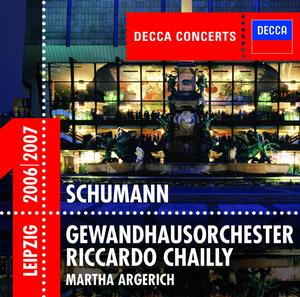 DECCA CONCERTS
DECCA
LEIPZIG 2006|2007
SCHUMANN
GEWANDHAUSORCHESTER
RICCARDO CHAILLY
MARTHA ARGERICH